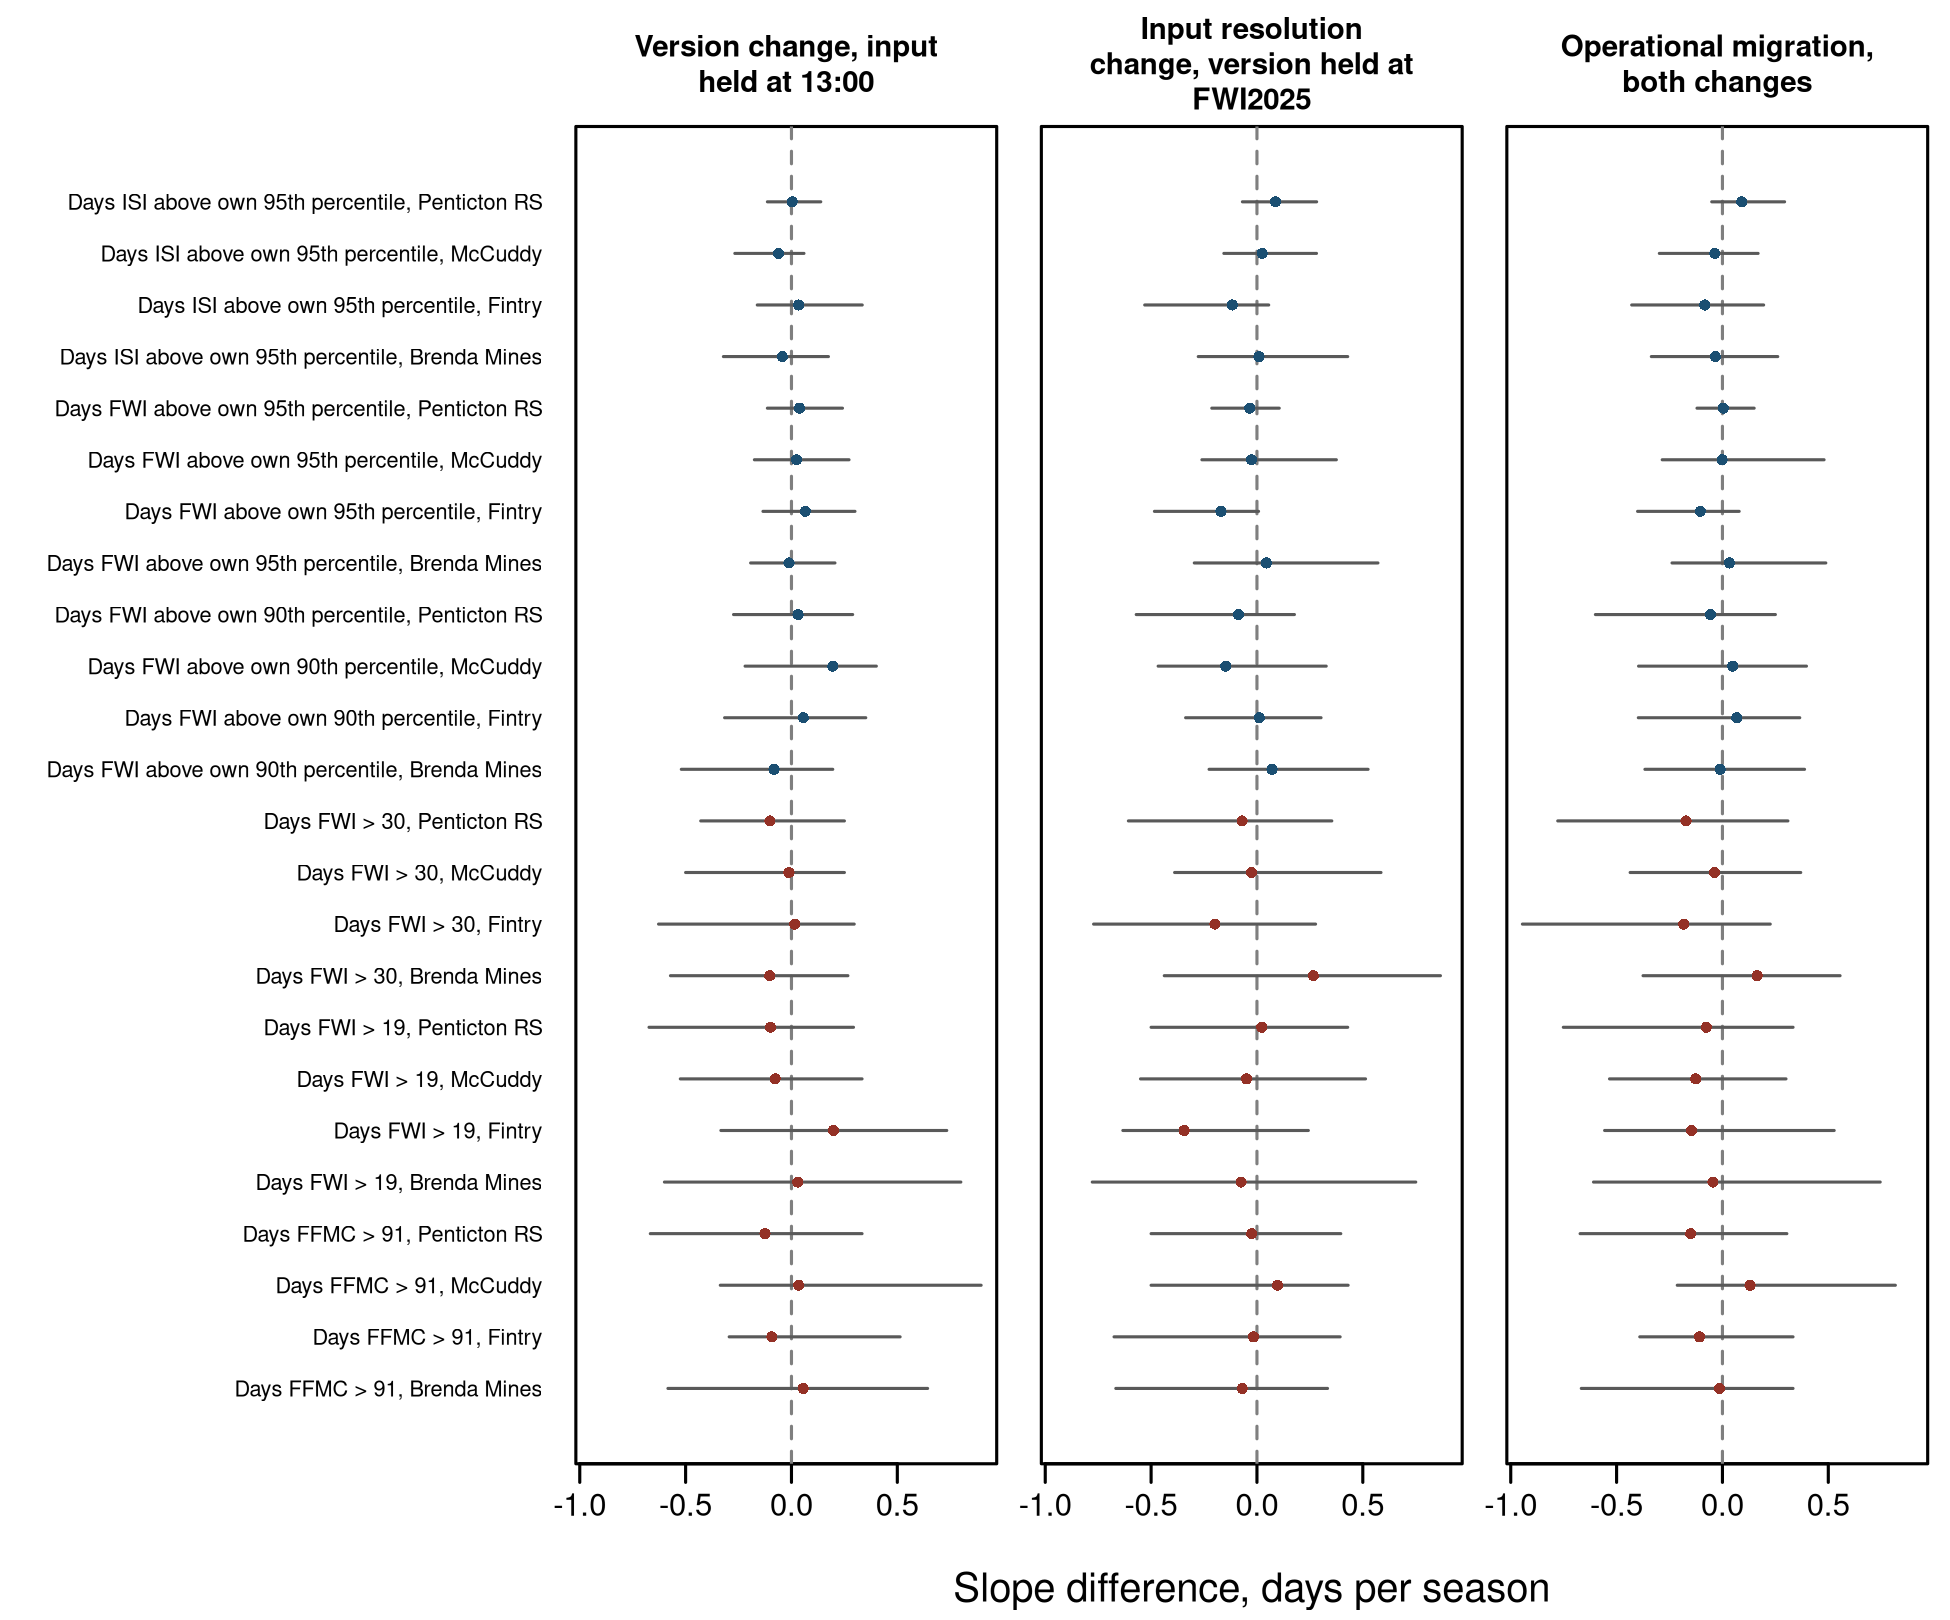 Version change, input
held at 13:00
Input resolution
change, version held at
FWI2025
Operational migration,
both changes
Days ISI above own 95th percentile, Penticton RS
Days ISI above own 95th percentile, McCuddy
Days ISI above own 95th percentile, Fintry
Days ISI above own 95th percentile, Brenda Mines
Days FWI above own 95th percentile, Penticton RS
Days FWI above own 95th percentile, McCuddy
Days FWI above own 95th percentile, Fintry
Days FWI above own 95th percentile, Brenda Mines
Days FWI above own 90th percentile, Penticton RS
Days FWI above own 90th percentile, McCuddy
Days FWI above own 90th percentile, Fintry
Days FWI above own 90th percentile, Brenda Mines
Days FWI > 30, Penticton RS
Days FWI > 30, McCuddy
Days FWI > 30, Fintry
Days FWI > 30, Brenda Mines
Days FWI > 19, Penticton RS
Days FWI > 19, McCuddy
Days FWI > 19, Fintry
Days FWI > 19, Brenda Mines
Days FFMC > 91, Penticton RS
Days FFMC > 91, McCuddy
Days FFMC > 91, Fintry
Days FFMC > 91, Brenda Mines
-1.0 -0.5 0.0 0.5 -1.0 -0.5 0.0 0.5 -1.0 -0.5 0.0 0.5
Slope difference, days per season